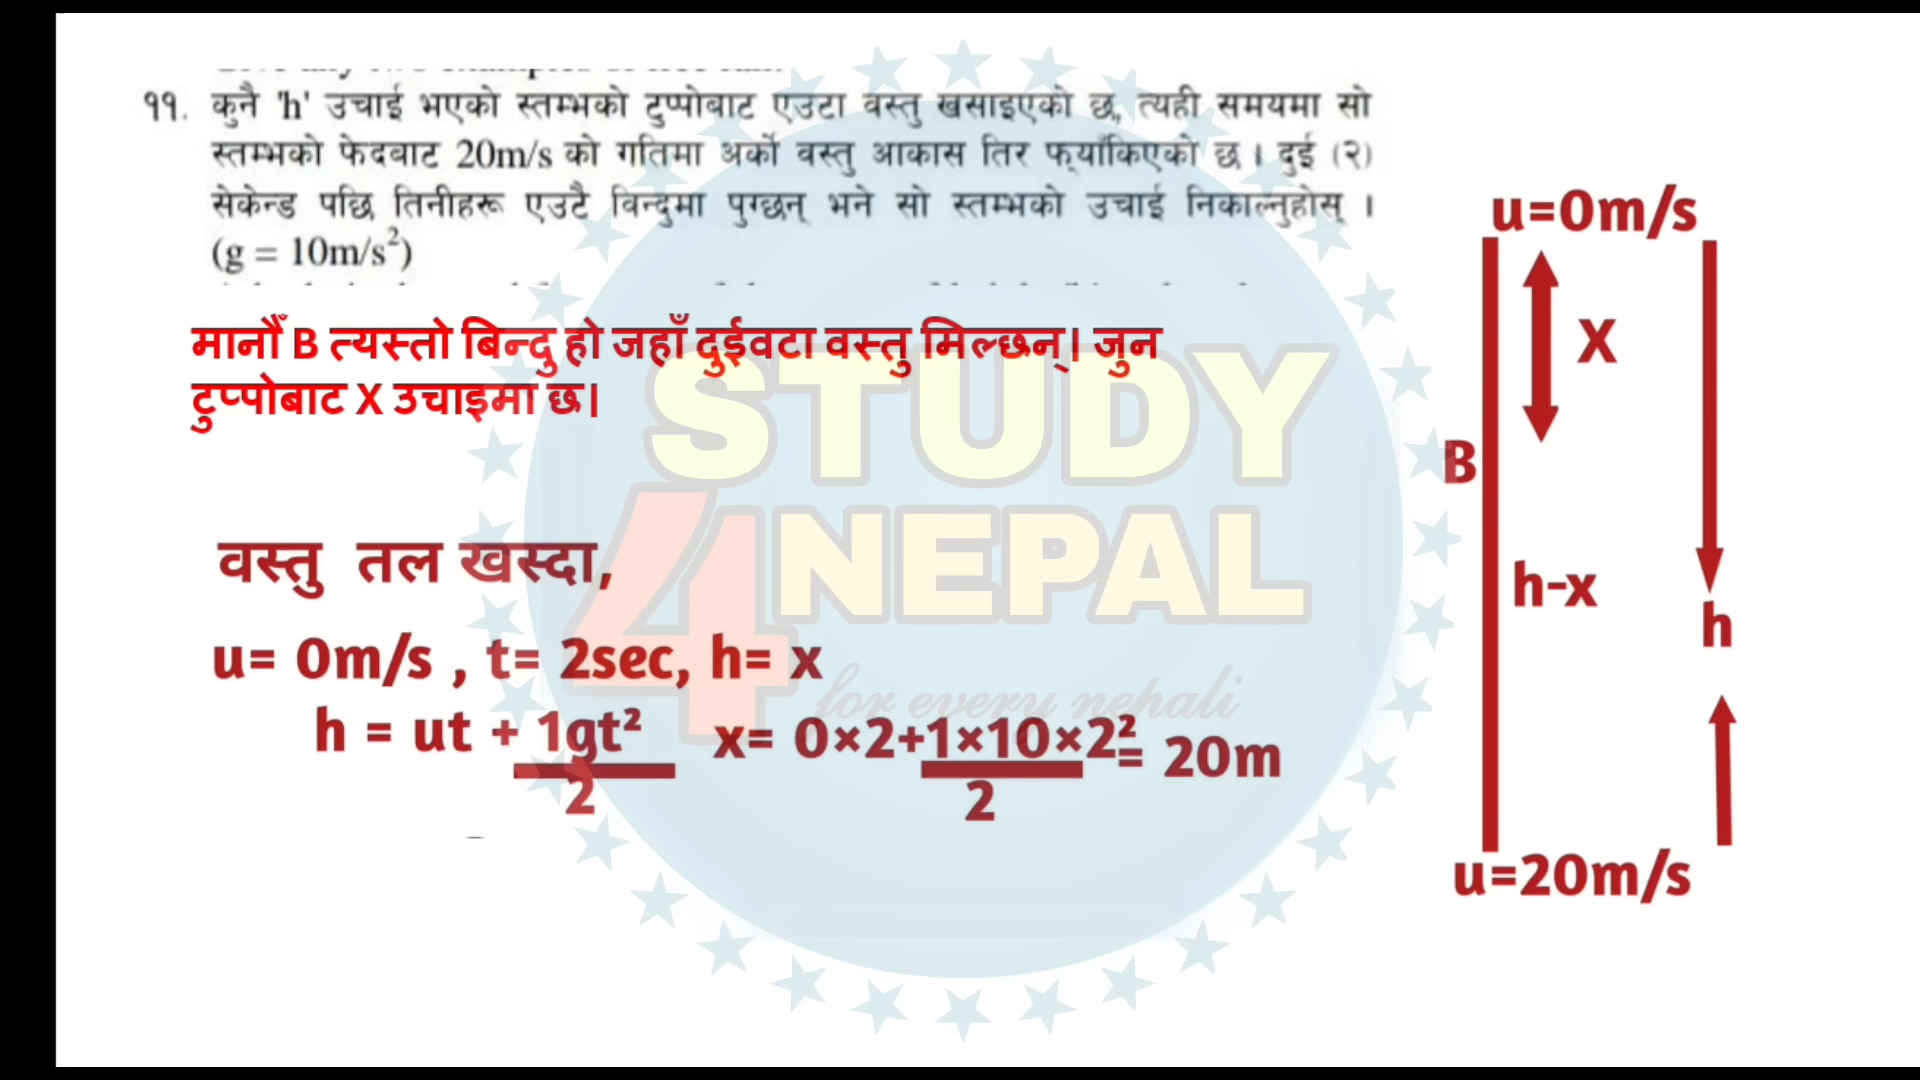 ११. कुनै 'h' उचाई भएको स्तम्भको टुप्पोबाट एउटा वस्तु खसाइएको छ, त्यही समयमा सो
स्तम्भको फेदबाट 20m/s को गतिमा अर्को वस्तु आकास तिर फ्याँकिएको छ । दुई (२)
सेकेन्ड पछि तिनीहरू एउटै विन्दुमा पुग्छन् भने सो स्तम्भको उचाई निकाल्नुहोस् ।
(g = 10m/s²)
मानौँ B त्यस्तो बिन्दु हो जहाँ दुईवटा वस्तु मिल्छन्। जुन
टुप्पोबाट X उचाइमा छ।
वस्तु तल खस्दा,
u= 0m/s , t= 2sec, h= x
h = ut + 1gt²
2
x= 0×2+1×10×2²
= 20m
2
u=0m/s
X
B
h-x
h
u=20m/s
STUDY
4 NEPAL
for every nepali